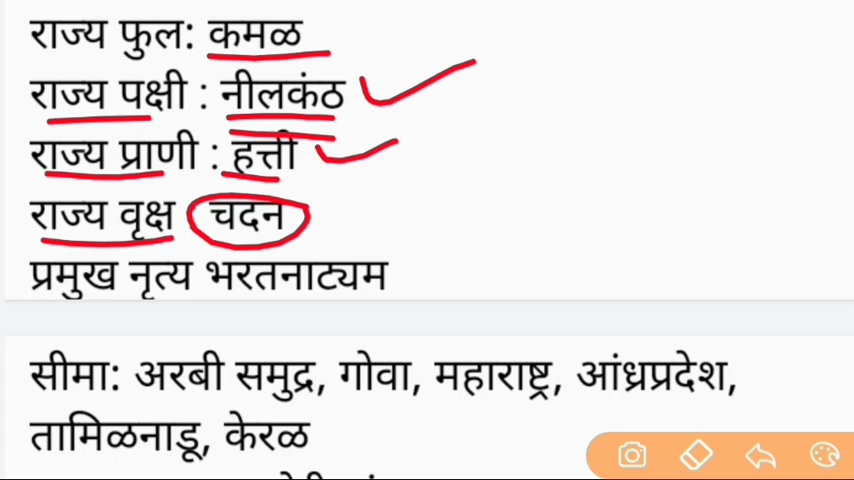 राज्य फुल: कमळ
राज्य पक्षी : नीलकंठ
राज्य प्राणी : हत्ती
राज्य वृक्ष चदन
प्रमुख नृत्य भरतनाट्यम
सीमा: अरबी समुद्र, गोवा, महाराष्ट्र, आंध्रप्रदेश,
तामिळनाडू, केरळ